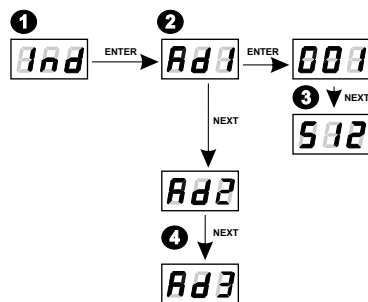 1 2
Ind ENTER Ad1 ENTER 001
3 NEXT
NEXT 512
Ad2
4 NEXT
Ad3